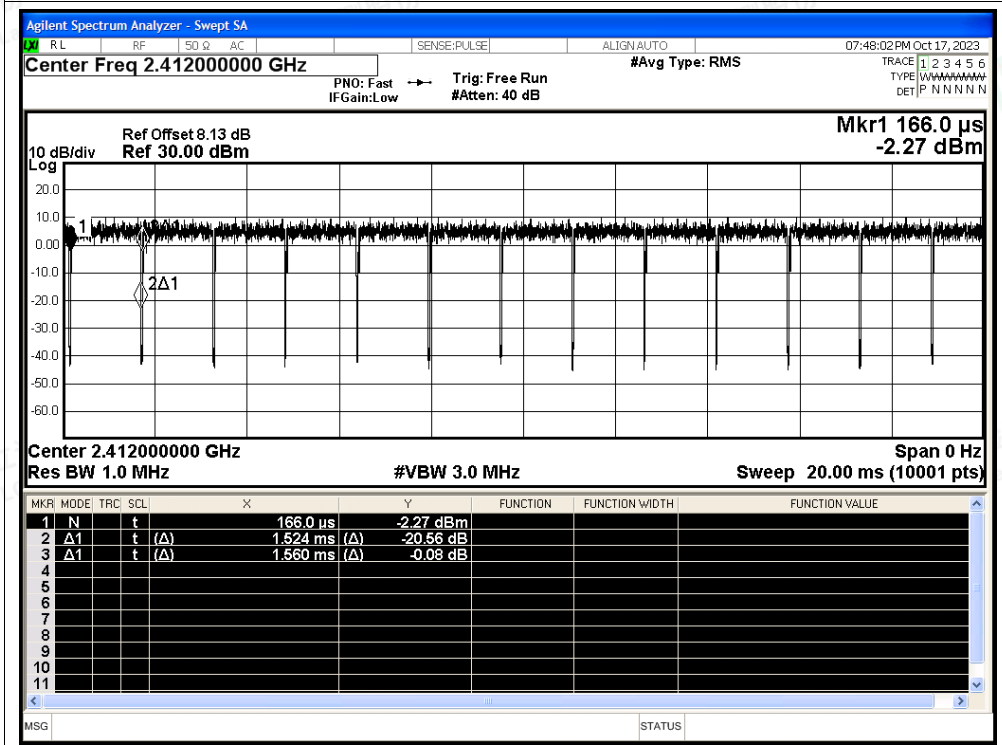 Agilent Spectrum Analyzer - Swept SA
LXI RL RF 50 Ω AC SENSE:PULSE ALIGN AUTO 07:48:02 PM Oct 17, 2023
Center Freq 2.412000000 GHz #Avg Type: RMS TRACE 1 2 3 4 5 6
PNO: Fast Trig: Free Run TYPE WWWWWW
IFGain:Low #Atten: 40 dB DET P N N N N N
Mkr1 166.0 µs
Ref Offset 8.13 dB
10 dB/div Ref 30.00 dBm -2.27 dBm
Log
20.0
10.0
1 3Δ1
0.00
-10.0
2Δ1
-20.0
-30.0
-40.0
-50.0
-60.0
Center 2.412000000 GHz Span 0 Hz
Res BW 1.0 MHz #VBW 3.0 MHz Sweep 20.00 ms (10001 pts)
MKR MODE TRC SCL X Y FUNCTION FUNCTION WIDTH FUNCTION VALUE
1 N t 166.0 µs -2.27 dBm
2 Δ1 t (Δ) 1.524 ms (Δ) -20.56 dB
3 Δ1 t (Δ) 1.560 ms (Δ) -0.08 dB
4
5
6
7
8
9
10
11
MSG STATUS